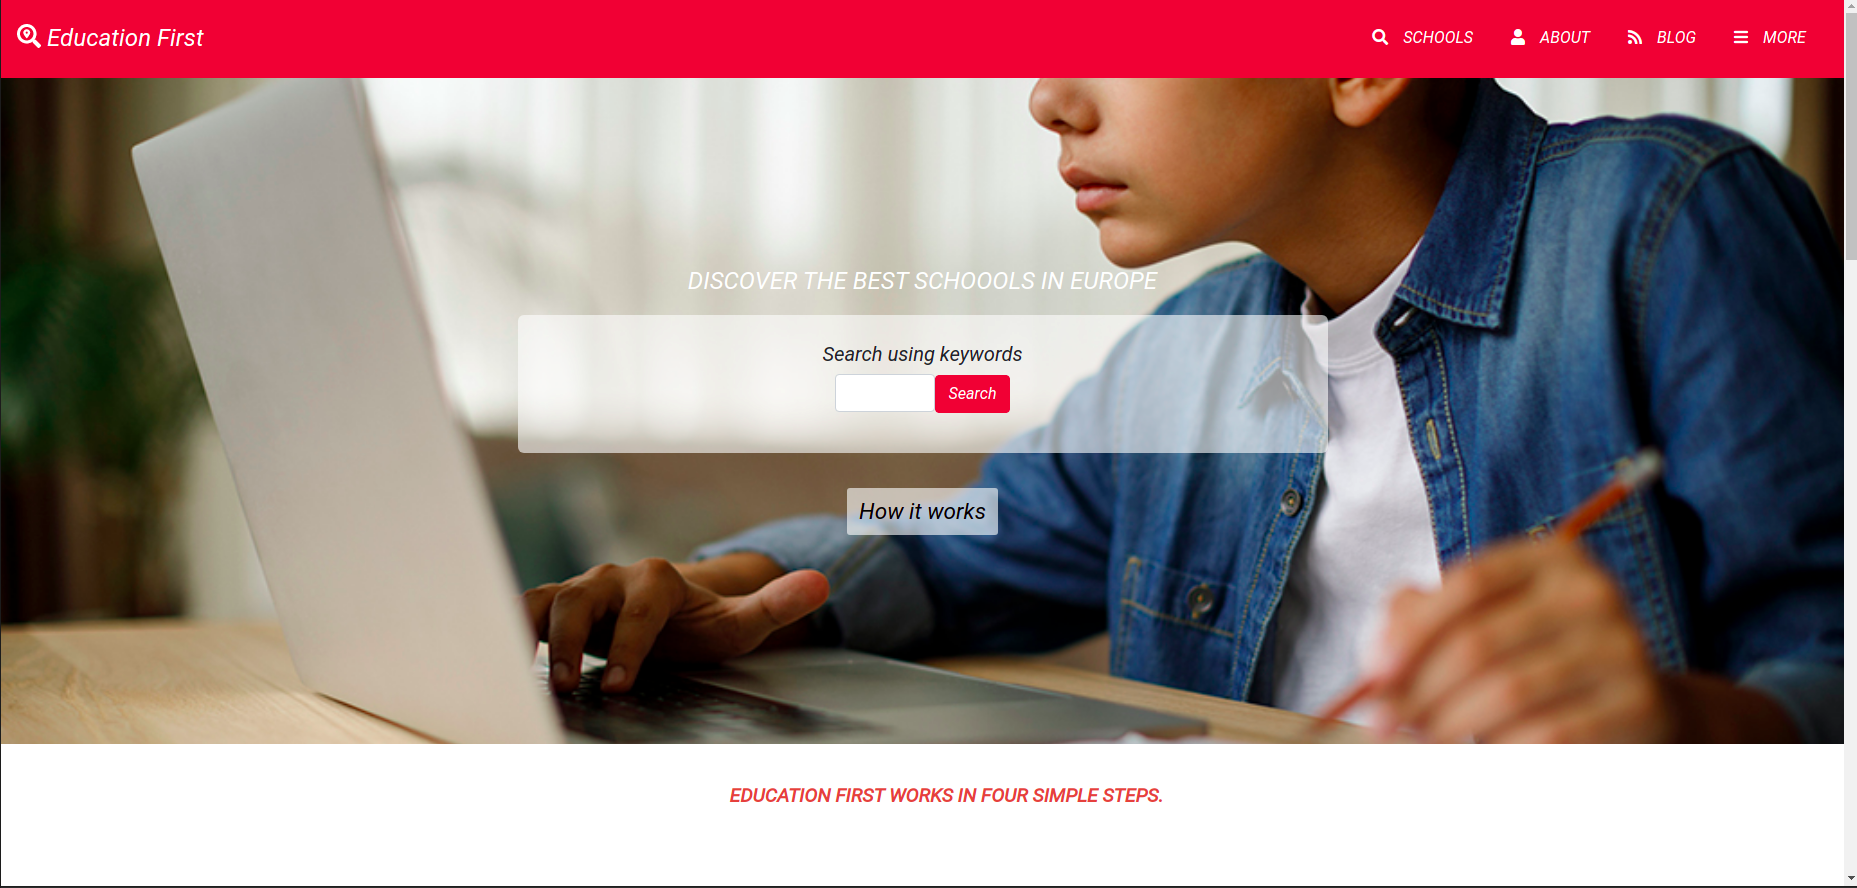 Education First
SCHOOLS ABOUT BLOG MORE
DISCOVER THE BEST SCHOOOLS IN EUROPE
Search using keywords
Search
How it works
EDUCATION FIRST WORKS IN FOUR SIMPLE STEPS.